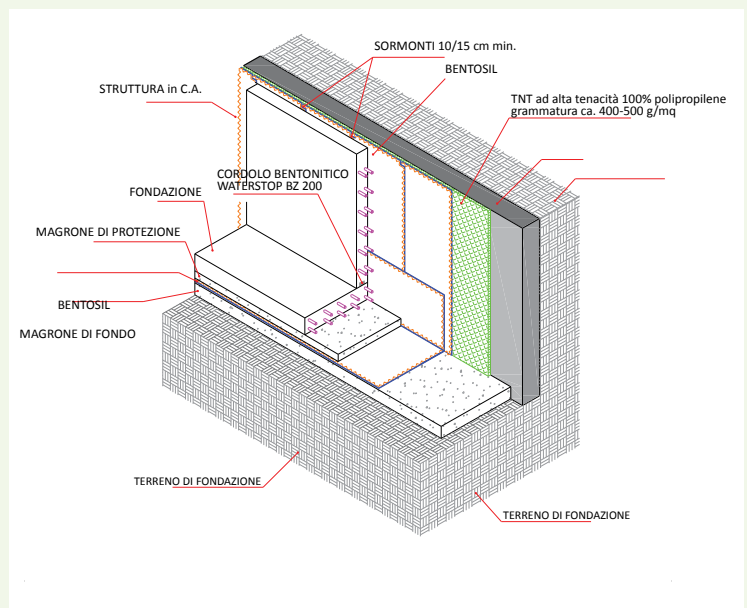 SORMONTI 10/15 cm min.
BENTOSIL
STRUTTURA in C.A.
TNT ad alta tenacità 100% polipropilene
grammatura ca. 400-500 g/mq
CORDOLO BENTONITICO
WATERSTOP BZ 200
FONDAZIONE
MAGRONE DI PROTEZIONE
BENTOSIL
MAGRONE DI FONDO
TERRENO DI FONDAZIONE
TERRENO DI FONDAZIONE